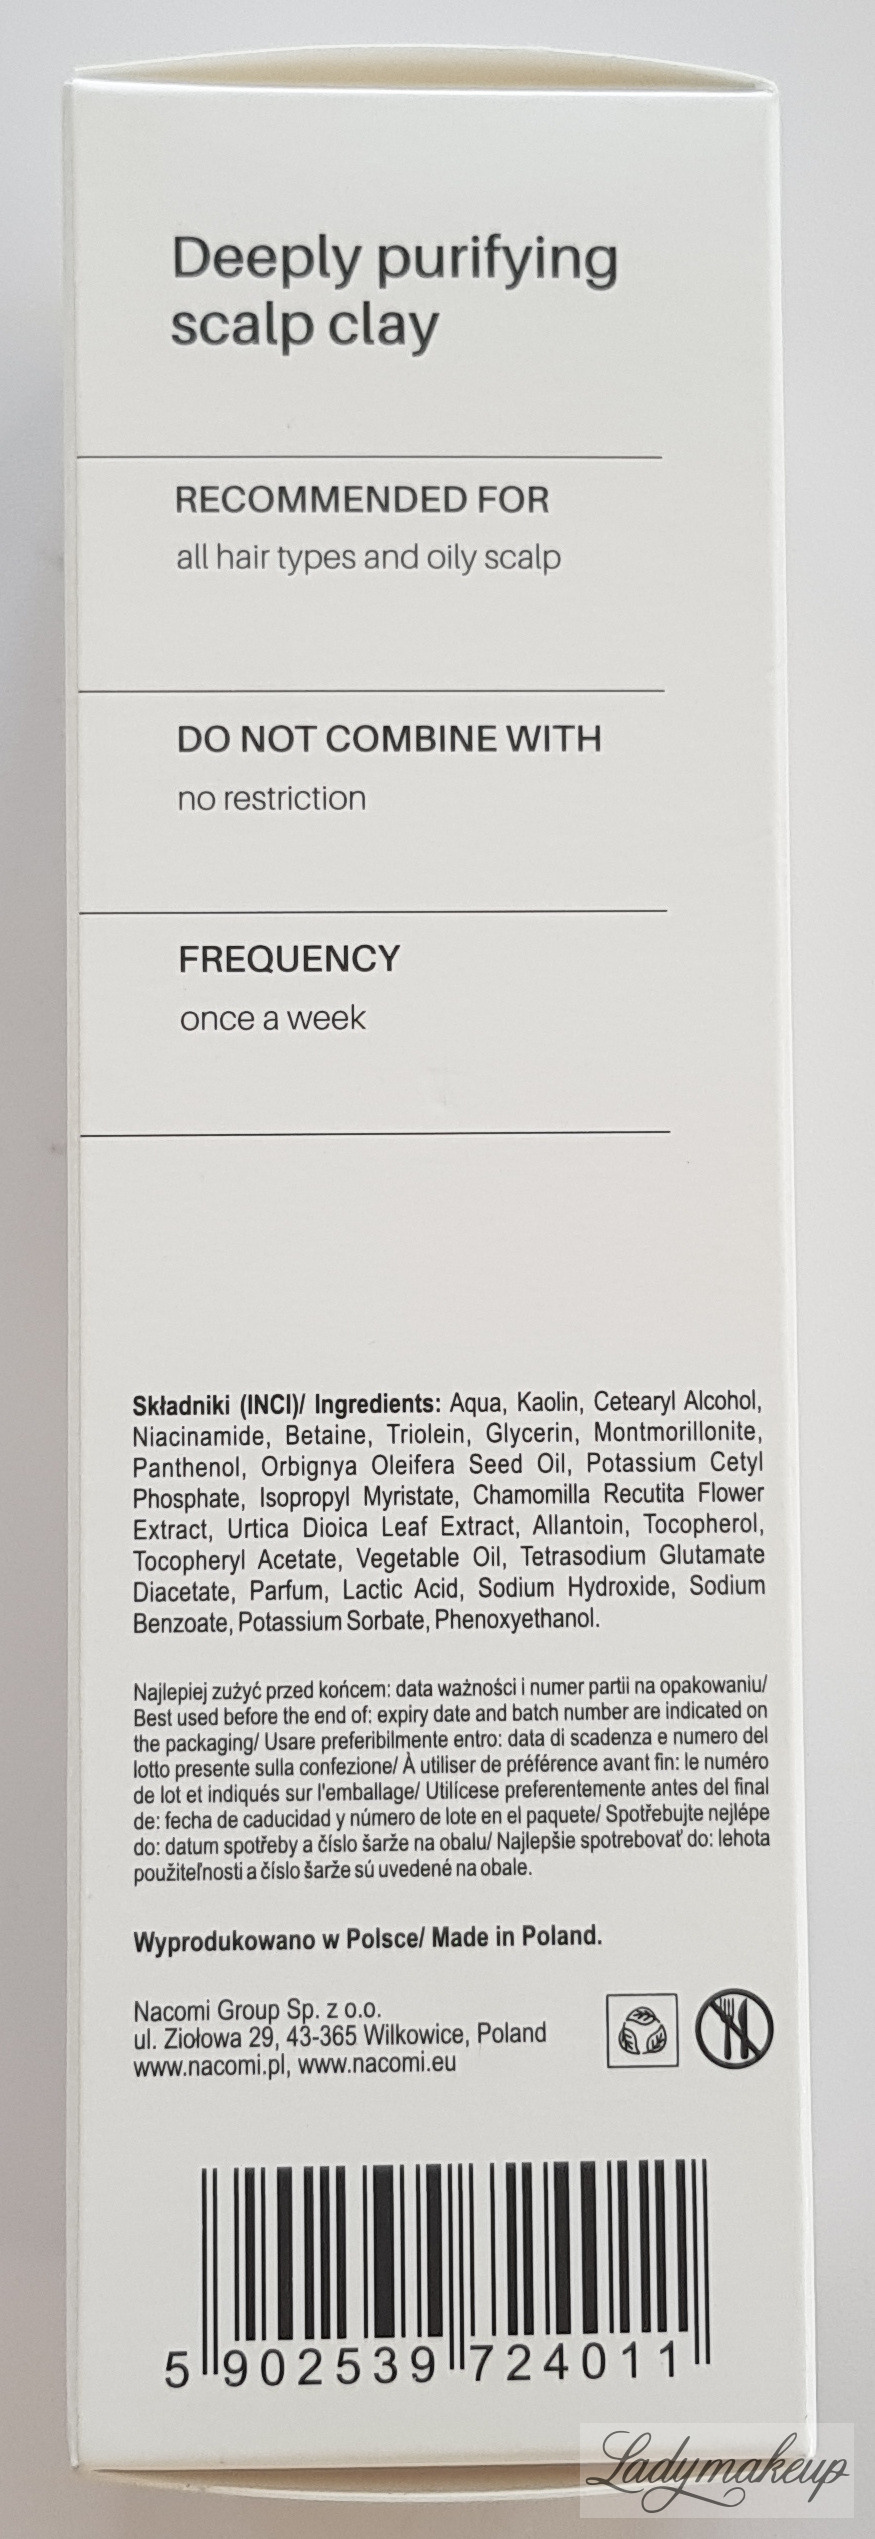 Deeply purifying
scalp clay
RECOMMENDED FOR
all hair types and oily scalp
DO NOT COMBINE WITH
no restriction
FREQUENCY
once a week
Składniki (INCI)/ Ingredients: Aqua, Kaolin, Cetearyl Alcohol,
Niacinamide, Betaine, Triolein, Glycerin, Montmorillonite,
Panthenol, Orbignya Oleifera Seed Oil, Potassium Cetyl
Phosphate, Isopropyl Myristate, Chamomilla Recutita Flower
Extract, Urtica Dioica Leaf Extract, Allantoin, Tocopherol,
Tocopheryl Acetate, Vegetable Oil, Tetrasodium Glutamate
Diacetate, Parfum, Lactic Acid, Sodium Hydroxide, Sodium
Benzoate, Potassium Sorbate, Phenoxyethanol.
Najlepiej zużyć przed końcem: data ważności i numer partii na opakowaniu/
Best used before the end of: expiry date and batch number are indicated on
the packaging/ Usare preferibilmente entro: data di scadenza e numero del
lotto presente sulla confezione/ À utiliser de préférence avant fin: le numéro
de lot et indiqués sur l'emballage/ Utilícese preferentemente antes del final
de: fecha de caducidad y número de lote en el paquete/ Spotřebujte nejlépe
do: datum spotřeby a číslo šarže na obalu/ Najlepšie spotrebovať do: lehota
použiteľnosti a číslo šarže sú uvedené na obale.
Wyprodukowano w Polsce/ Made in Poland.
Nacomi Group Sp. z o.o.
ul. Ziołowa 29, 43-365 Wilkowice, Poland
www.nacomi.pl, www.nacomi.eu
5 902539 724011
Ladymakeup